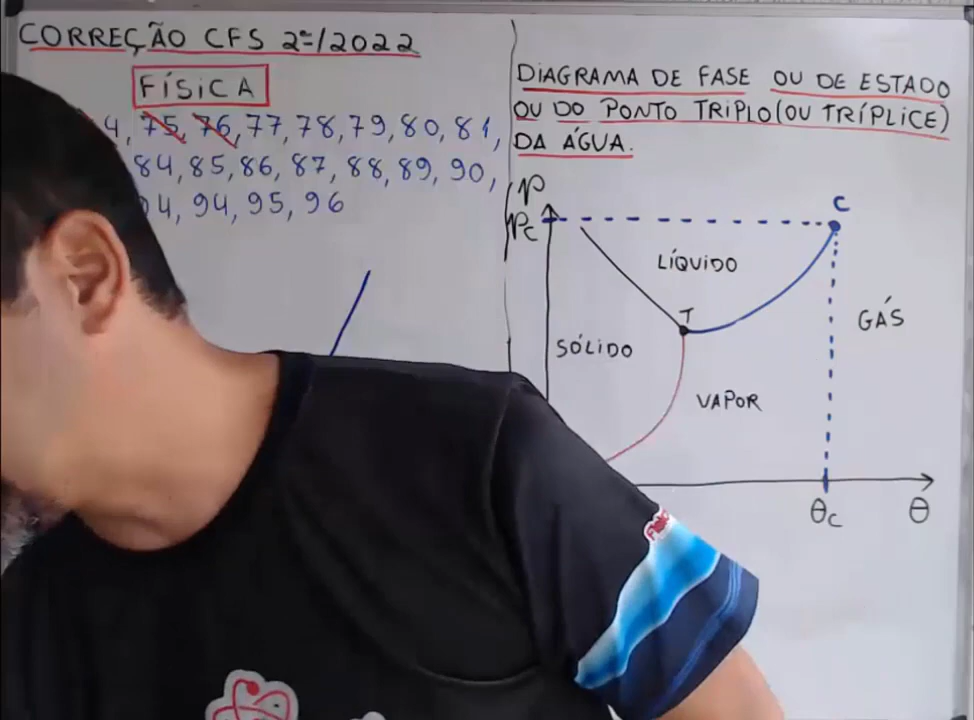 CORREÇÃO CFS 2º/2022
FÍSICA
4, 75, 76, 77, 78, 79, 80, 81,
84, 85, 86, 87, 88, 89, 90,
4, 94, 95, 96
DIAGRAMA DE FASE OU DE ESTADO
OU DO PONTO TRIPLO (OU TRÍPLICE)
DA ÁGUA.
P
Pc
C
LÍQUIDO
T
GÁS
SÓLIDO
VAPOR
θc
θ